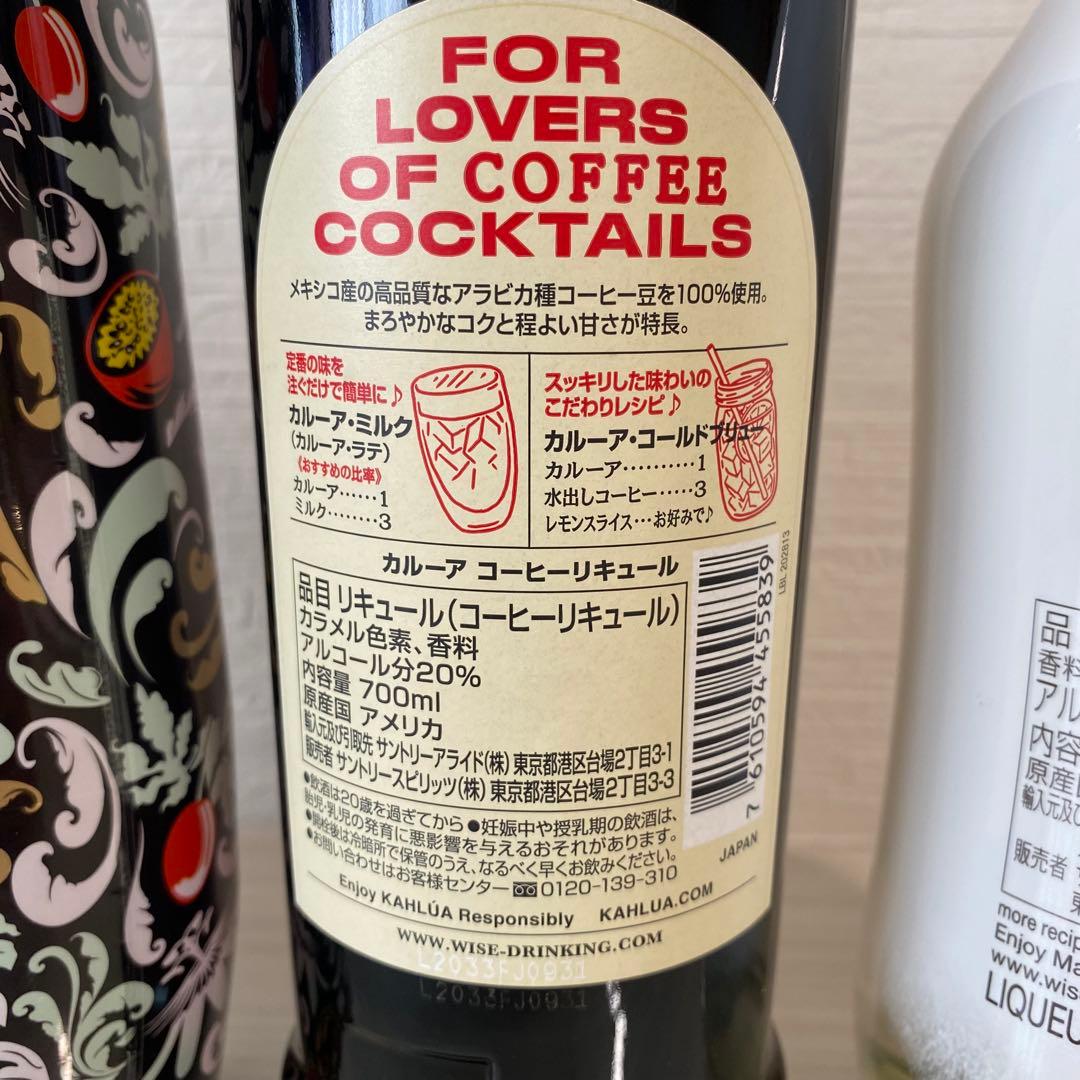 FOR
LOVERS
OF COFFEE
COCKTAILS
メキシコ産の高品質なアラビカ種コーヒー豆を100%使用。
まろやかなコクと程よい甘さが特長。
定番の味を
注ぐだけで簡単に♪
カルーア・ミルク
(カルーア・ラテ)
《おすすめの比率》
カルーア……1
ミルク………3
スッキリした味わいの
こだわりレシピ♪
カルーア・コールドブリュー
カルーア…………1
水出しコーヒー……3
レモンスライス…お好みで♪
カルーア コーヒーリキュール
品目 リキュール(コーヒーリキュール)
カラメル色素、香料
アルコール分20%
内容量 700ml
原産国 アメリカ
輸入元及び引取先 サントリーアライド(株) 東京都港区台場2丁目3-1
販売者 サントリースピリッツ(株) 東京都港区台場2丁目3-3
●飲酒は20歳を過ぎてから ●妊娠中や授乳期の飲酒は、
胎児・乳児の発育に悪影響を与えるおそれがあります。
●開栓後は冷暗所で保管のうえ、なるべく早くお飲みください。
●お問い合わせはお客様センター 0120-139-310
Enjoy KAHLÚA Responsibly KAHLUA.COM
WWW.WISE-DRINKING.COM
L2033FJ0931
L2033FJ0931
7 610594 455839
LBL 202813
JAPAN
品
香料
アル
内容
原産
輸入元及び
販売者
東
more recip
Enjoy Ma
www.wis
LIQUEU